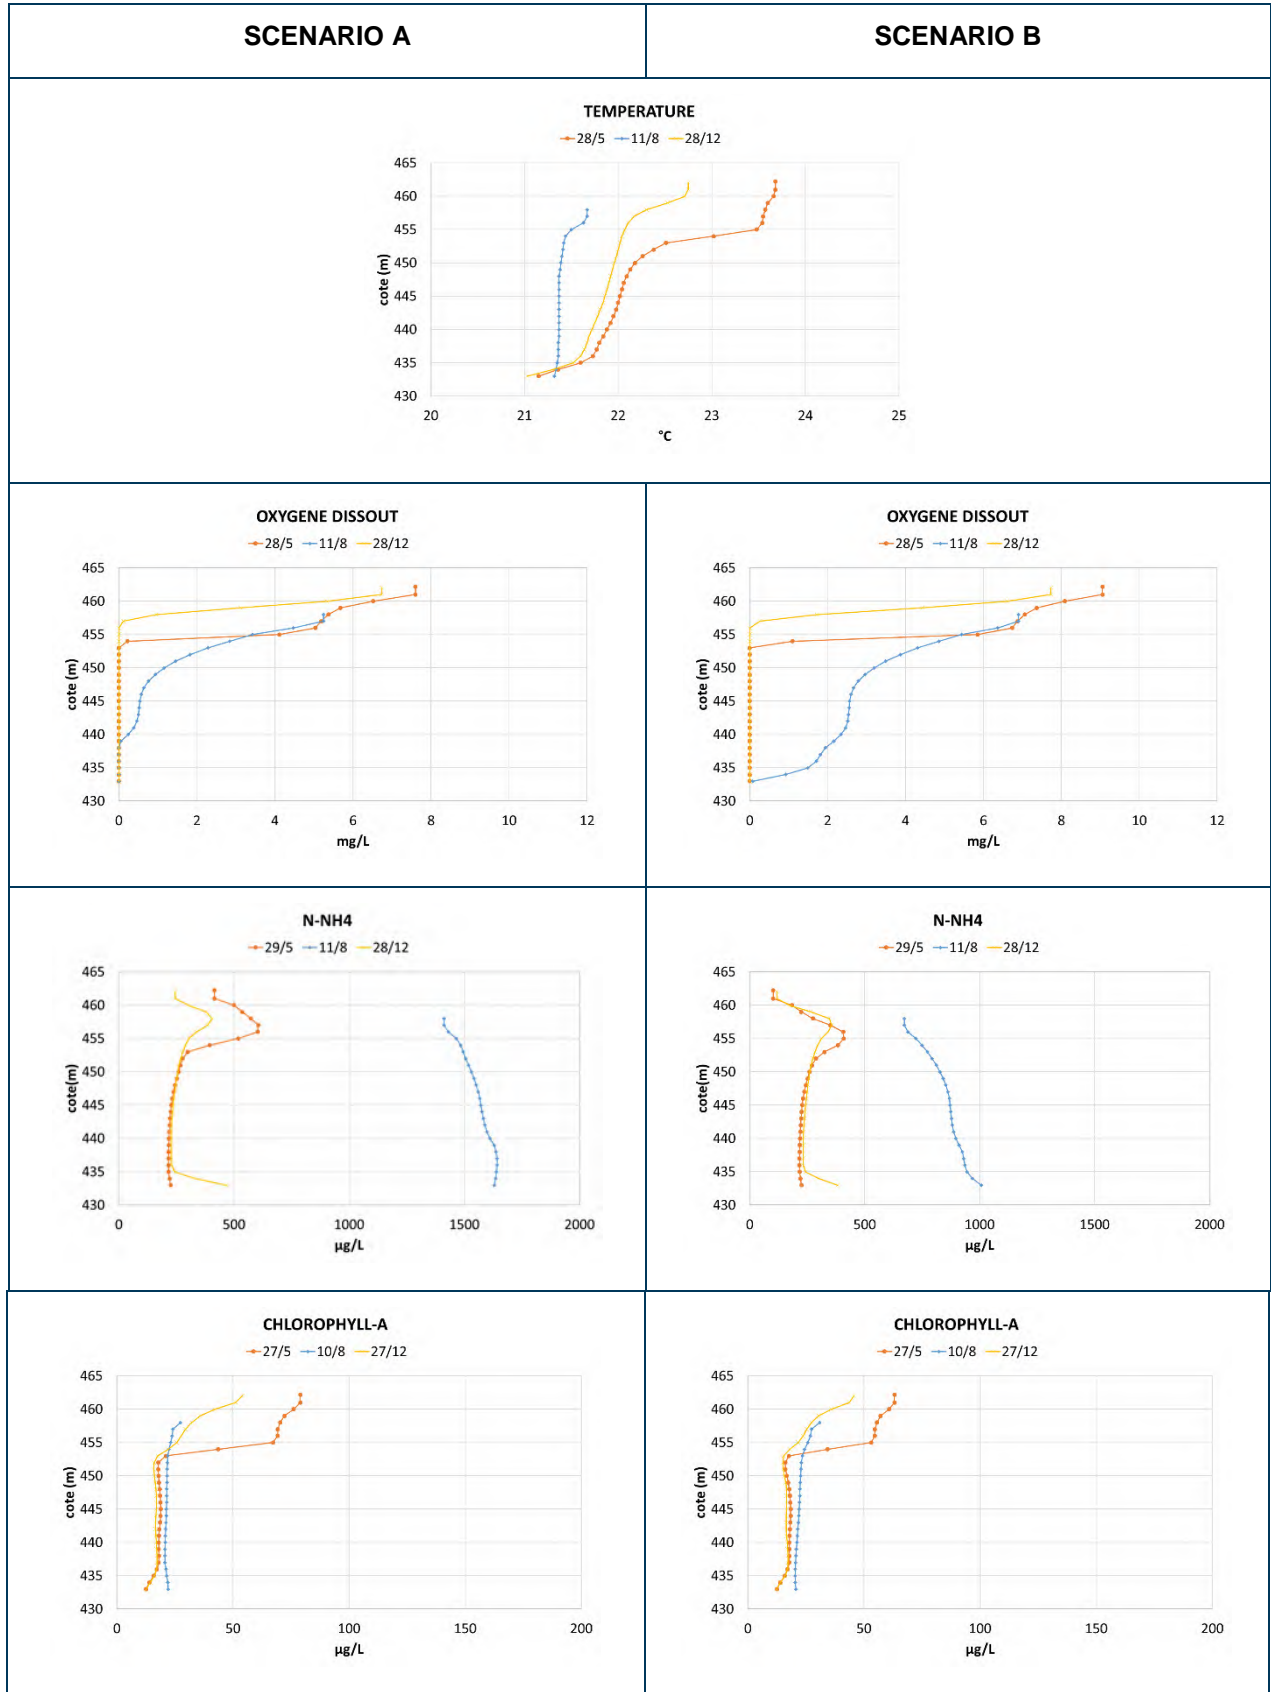 SCENARIO A
SCENARIO B
TEMPERATURE
28/5 11/8 28/12
465
460
455
450
445
440
435
430
cote (m)
20 21 22 23 24 25
°C
OXYGENE DISSOUT
28/5 11/8 28/12
465
460
455
450
445
440
435
430
cote (m)
0 2 4 6 8 10 12
mg/L
OXYGENE DISSOUT
28/5 11/8 28/12
465
460
455
450
445
440
435
430
cote (m)
0 2 4 6 8 10 12
mg/L
N-NH4
29/5 11/8 28/12
465
460
455
450
445
440
435
430
cote(m)
0 500 1000 1500 2000
µg/L
N-NH4
29/5 11/8 28/12
465
460
455
450
445
440
435
430
cote(m)
0 500 1000 1500 2000
µg/L
CHLOROPHYLL-A
27/5 10/8 27/12
465
460
455
450
445
440
435
430
cote (m)
0 50 100 150 200
µg/L
CHLOROPHYLL-A
27/5 10/8 27/12
465
460
455
450
445
440
435
430
cote (m)
0 50 100 150 200
µg/L